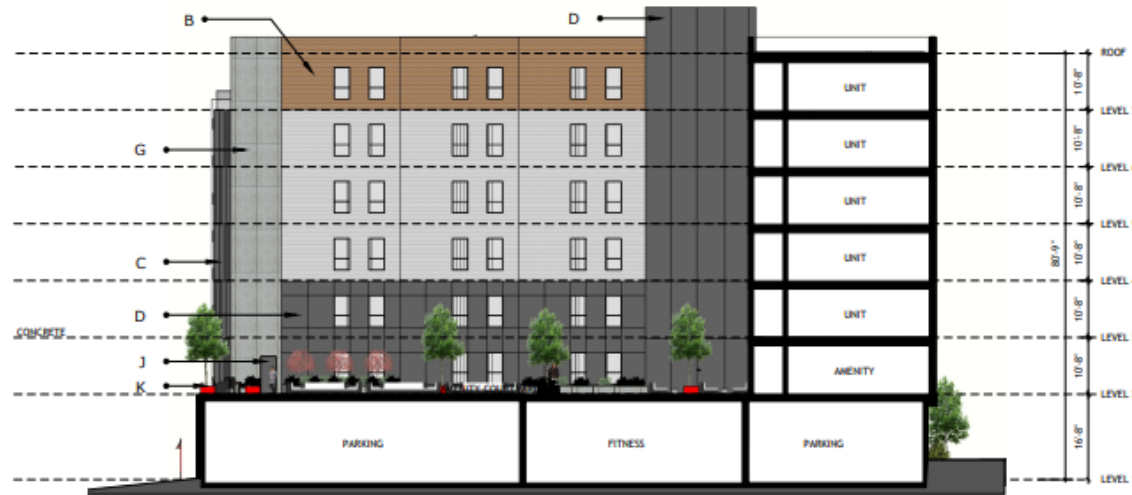 B
D
ROOF
10'-8"
UNIT
LEVEL
10'-8"
UNIT
G
LEVEL
10'-8"
UNIT
LEVEL
10'-8"
UNIT
C
80'-9"
LEVEL
10'-8"
UNIT
D
CONCRETE
LEVEL
10'-8"
AMENITY
J
K
LEVEL
16'-8"
PARKING
FITNESS
PARKING
LEVEL